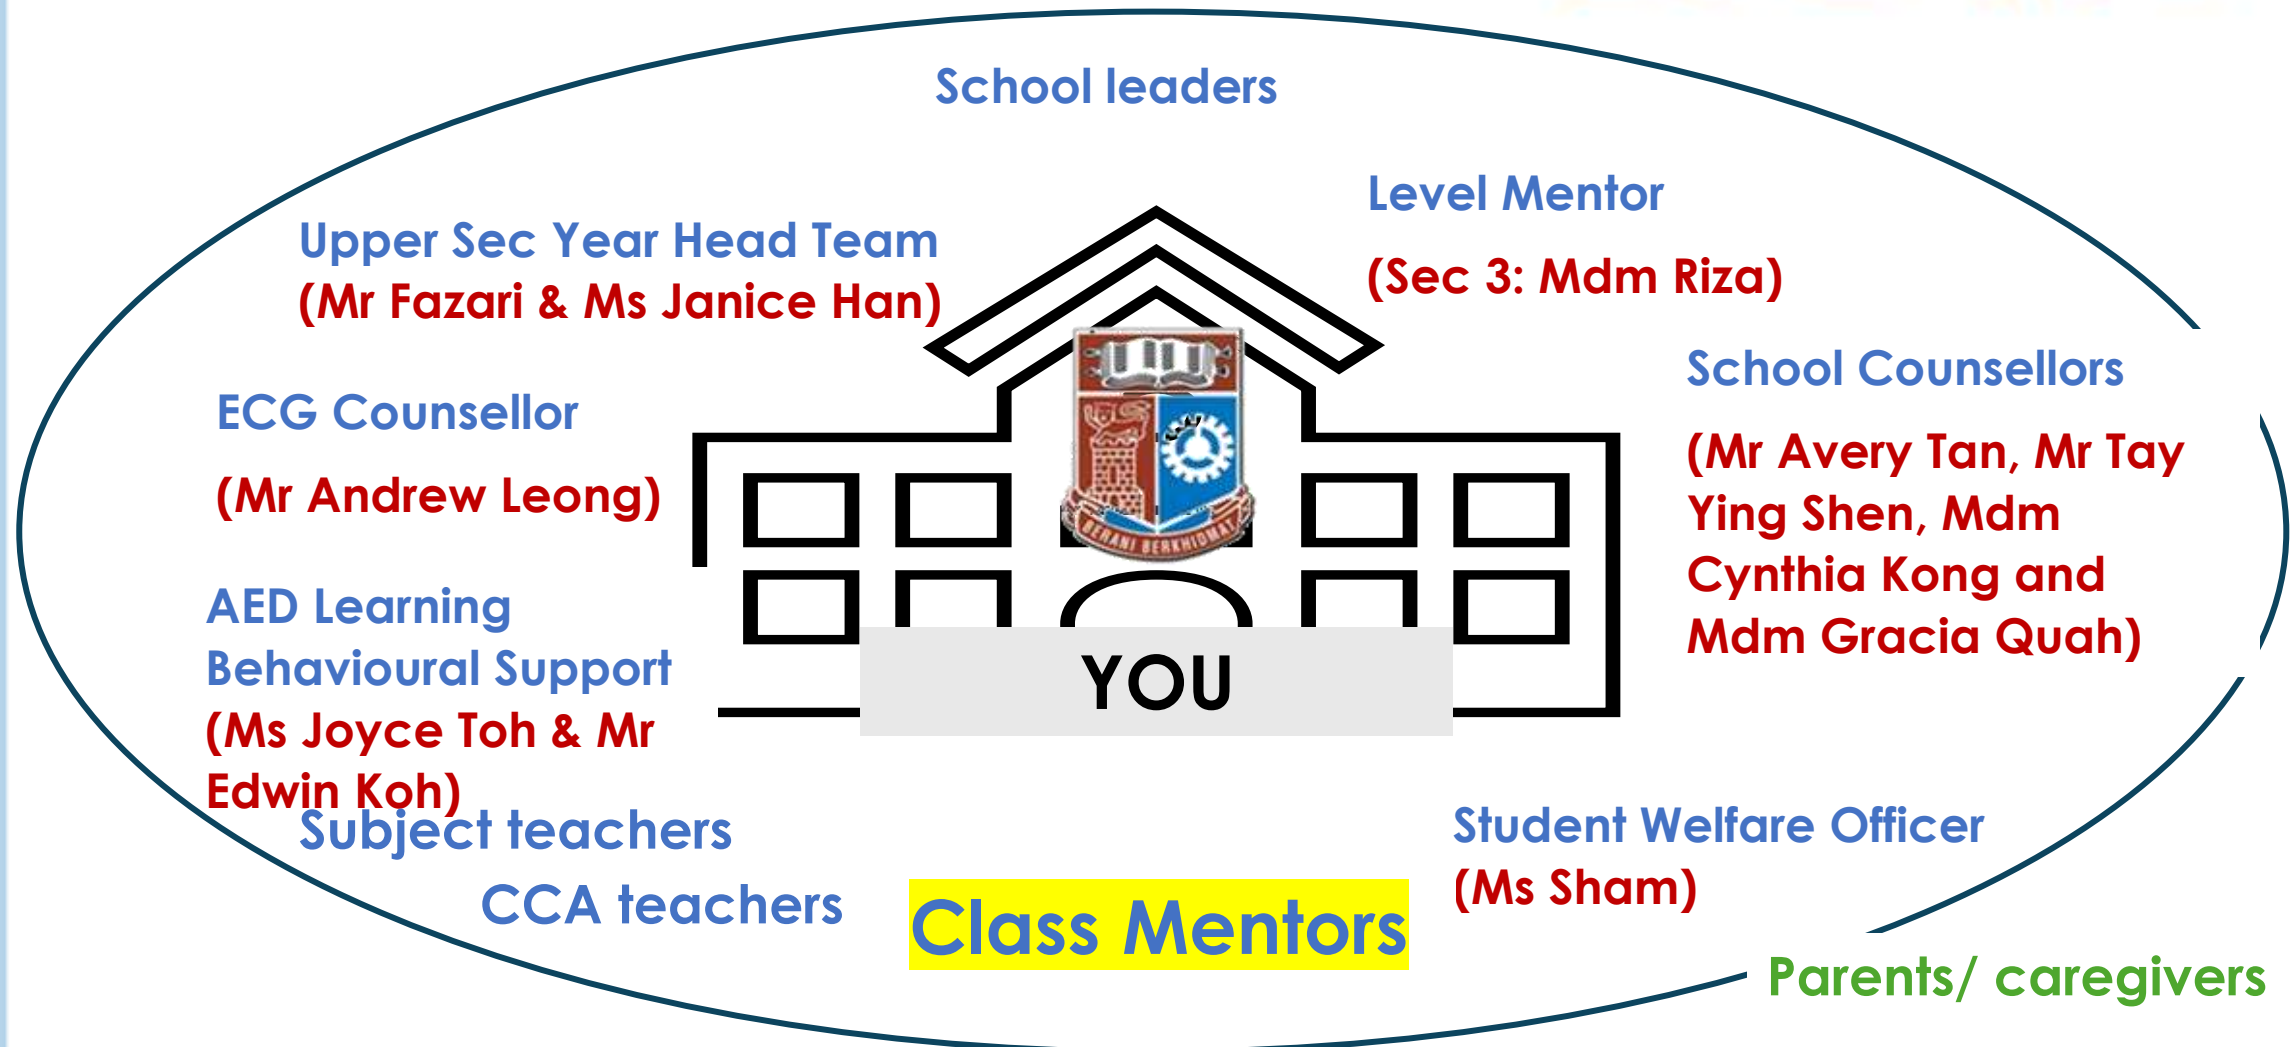 School leaders
Level Mentor
(Sec 3: Mdm Riza)
Upper Sec Year Head Team
(Mr Fazari & Ms Janice Han)
School Counsellors
(Mr Avery Tan, Mr Tay
Ying Shen, Mdm
Cynthia Kong and
Mdm Gracia Quah)
ECG Counsellor
(Mr Andrew Leong)
BERANI BERKHIDMAT
AED Learning
Behavioural Support
(Ms Joyce Toh & Mr
Edwin Koh)
YOU
Subject teachers
CCA teachers
Class Mentors
Student Welfare Officer
(Ms Sham)
Parents/ caregivers